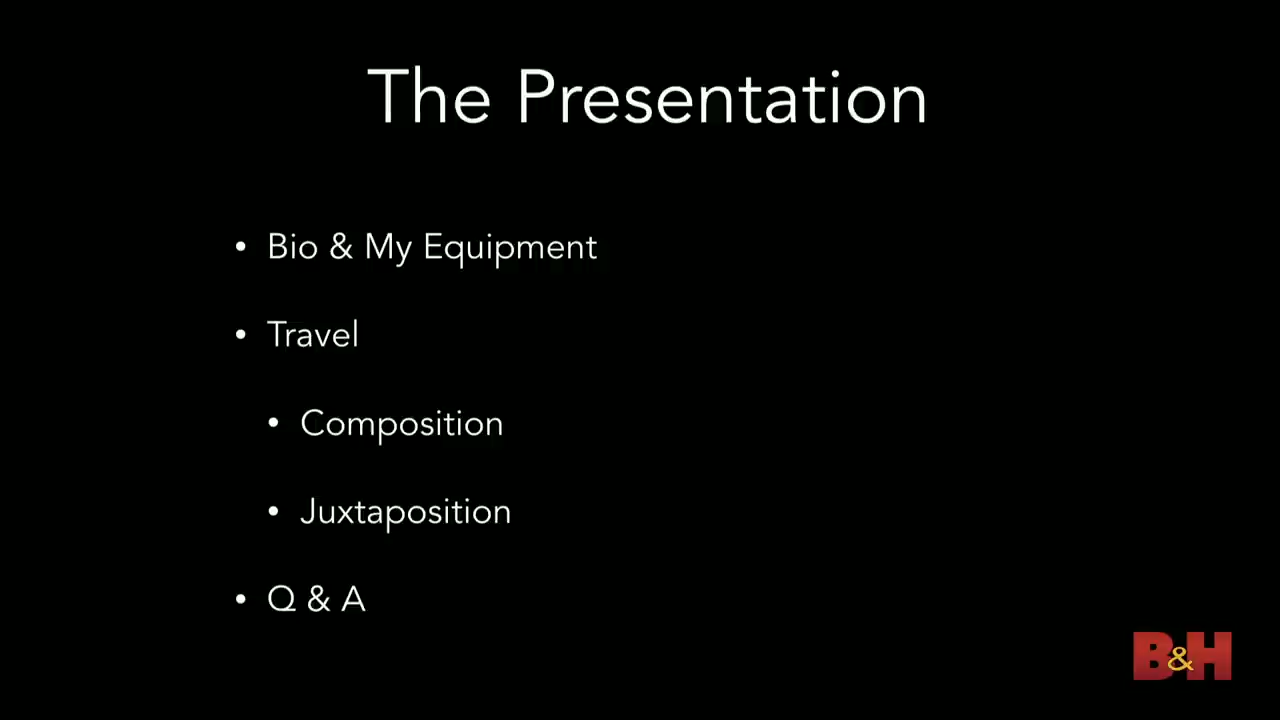 The Presentation
• Bio & My Equipment
• Travel
• Composition
• Juxtaposition
• Q & A
B&H